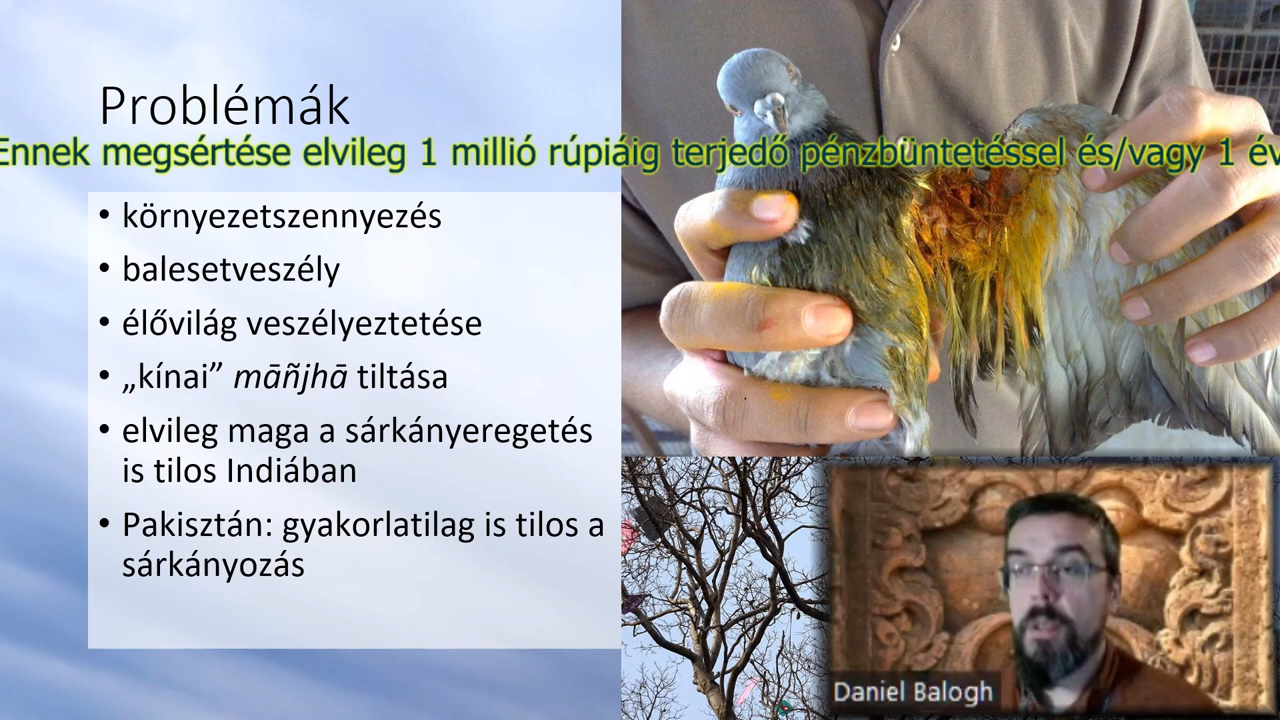 Problémák
Ennek megsértése elvileg 1 millió rúpiáig terjedő pénzbüntetéssel és/vagy 1 év
• környezetszennyezés
• balesetveszély
• élővilág veszélyeztetése
• „kínai” māñjhā tiltása
• elvileg maga a sárkányeregetés
is tilos Indiában
• Pakisztán: gyakorlatilag is tilos a
sárkányozás
Daniel Balogh